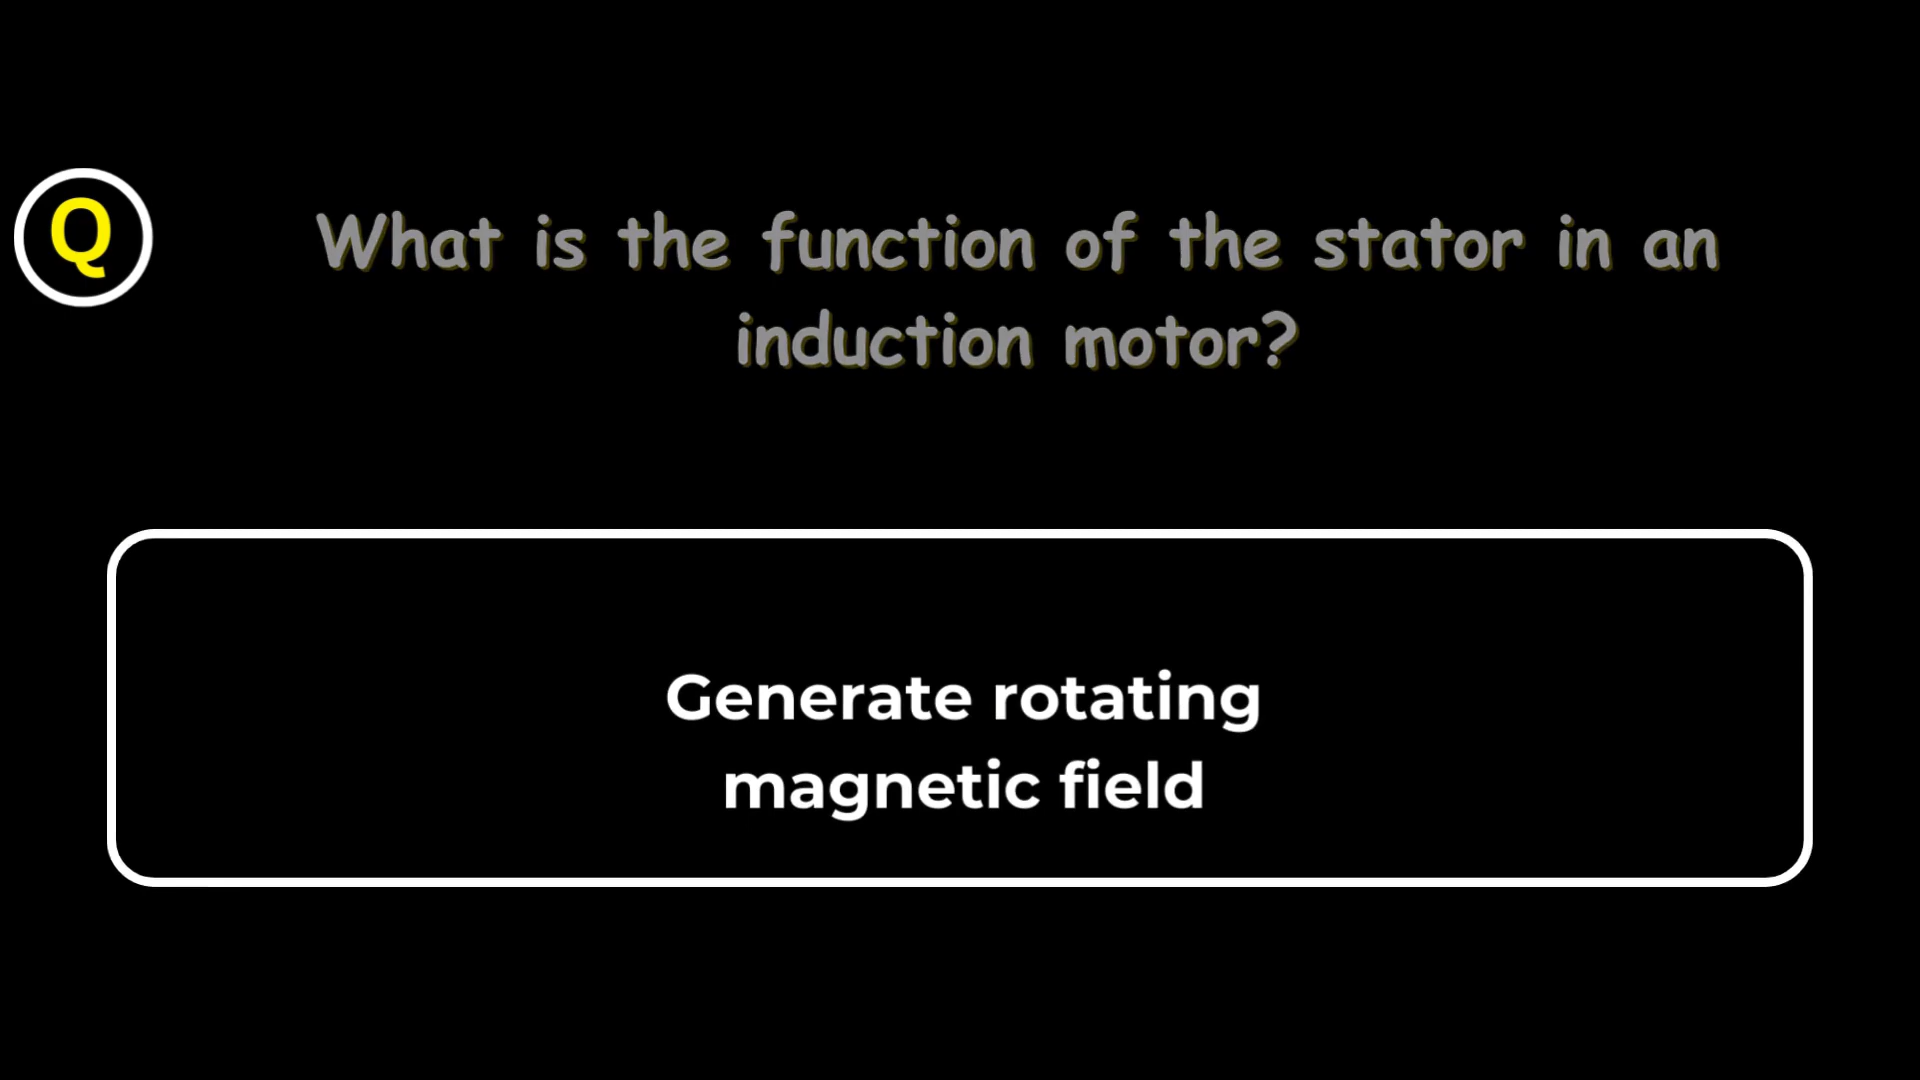 Q
What is the function of the stator in an
induction motor?
Generate rotating
magnetic field